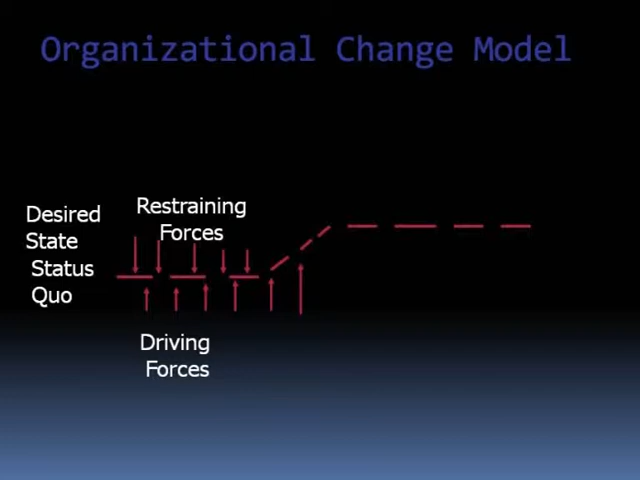 Organizational Change Model
Restraining
Forces
Desired
State
Status
Quo
Driving
Forces